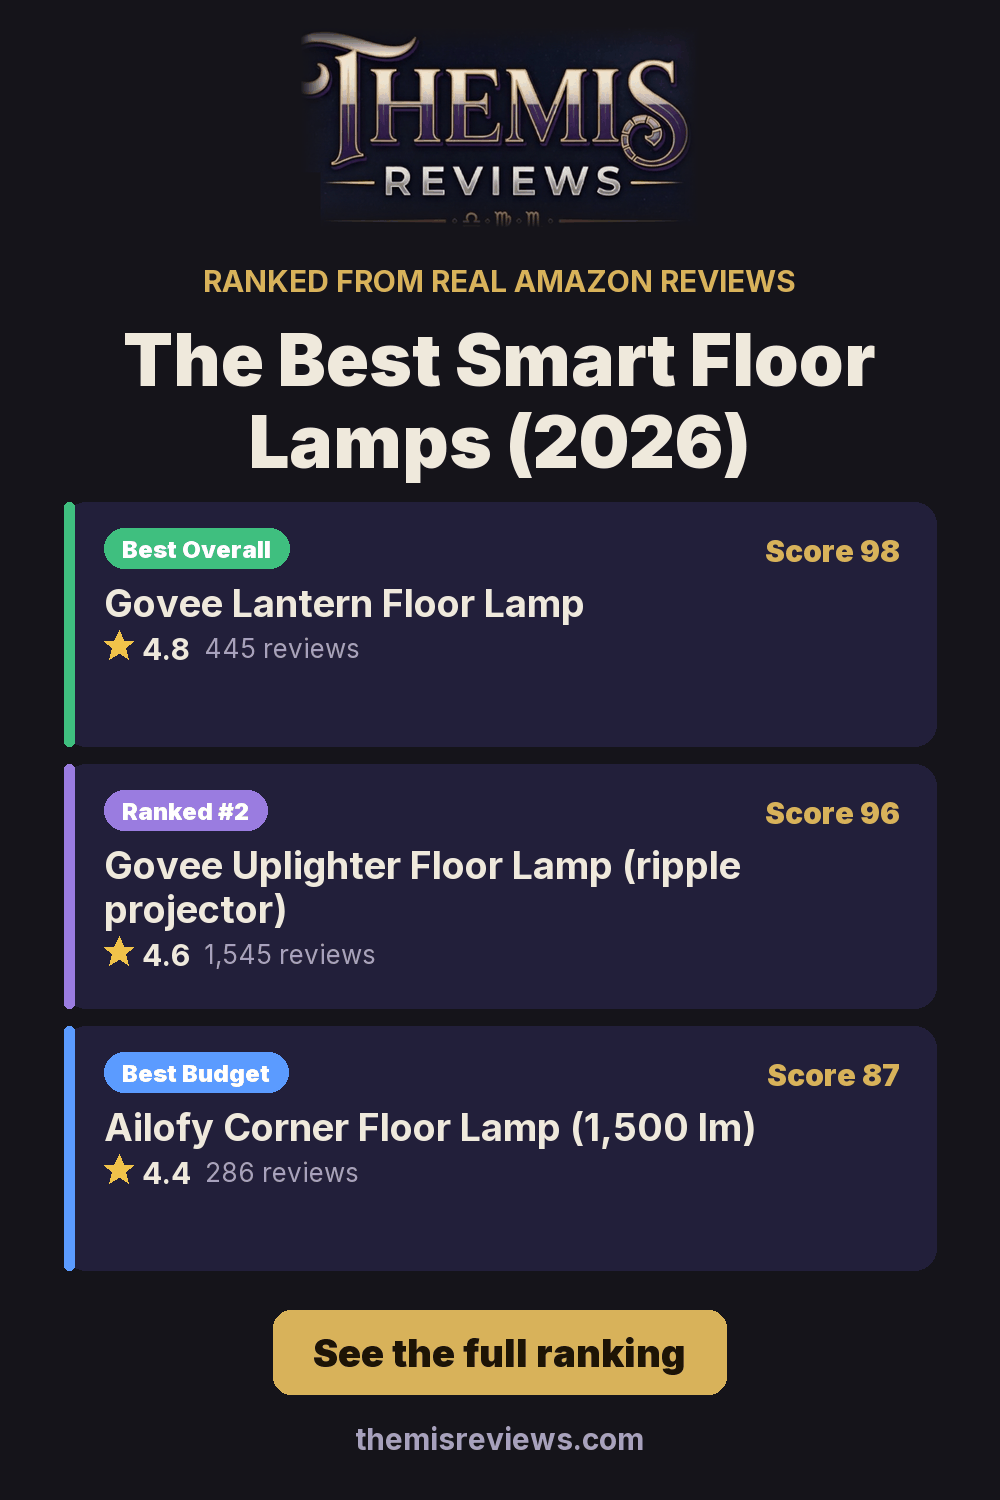 THEMIS
REVIEWS
♎ ♍ ♏
RANKED FROM REAL AMAZON REVIEWS
The Best Smart Floor
Lamps (2026)
Best Overall
Score 98
Govee Lantern Floor Lamp
4.8 445 reviews
Ranked #2
Score 96
Govee Uplighter Floor Lamp (ripple
projector)
4.6 1,545 reviews
Best Budget
Score 87
Ailofy Corner Floor Lamp (1,500 lm)
4.4 286 reviews
See the full ranking
themisreviews.com